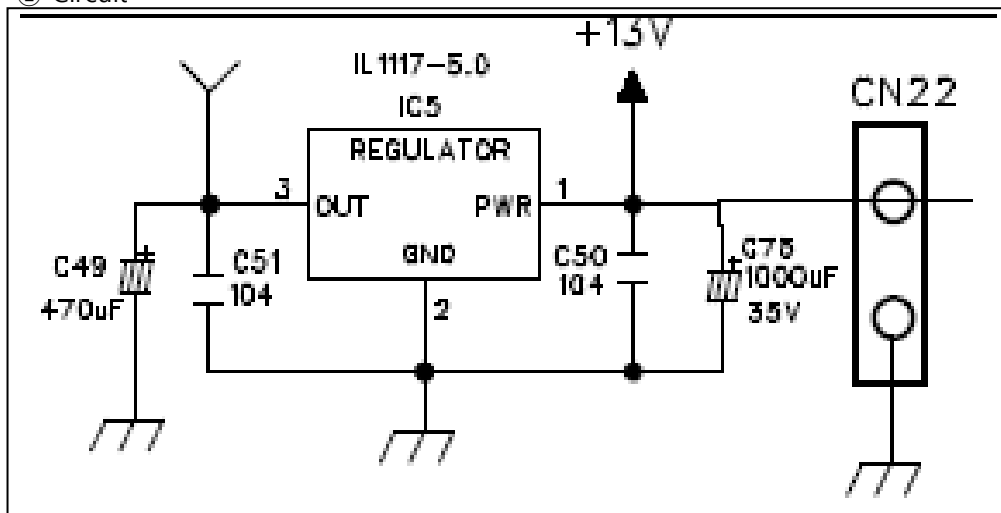 Circuit
+13V
IL1117-5.0
IC5
CN22
REGULATOR
3
OUT
PWR
1
GND
2
C49
470uF
C51
104
C50
104
1000uF
35V